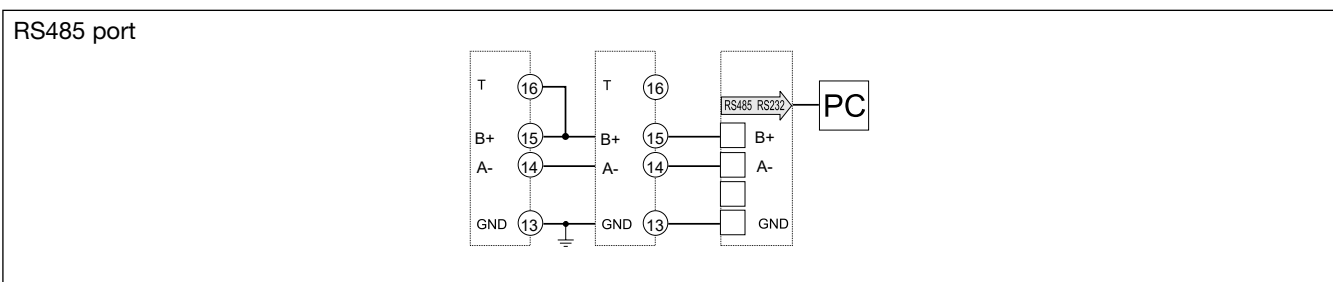 RS485 port
T 16 T 16
RS485 RS232 PC
B+ 15 B+ 15 B+
A- 14 A- 14 A-
GND 13 GND 13 GND